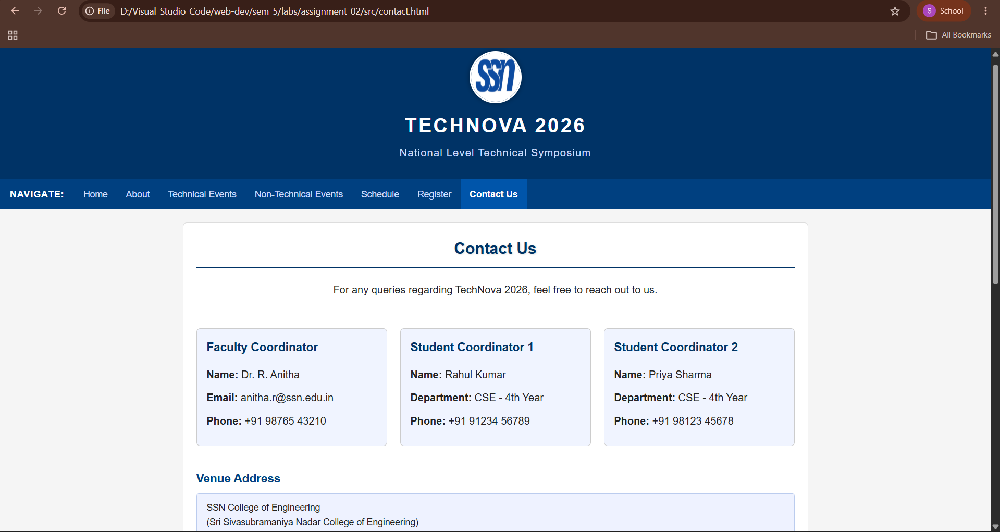 File D:/Visual_Studio_Code/web-dev/sem_5/labs/assignment_02/src/contact.html S School
All Bookmarks
SSN
TECHNOVA 2026
National Level Technical Symposium
NAVIGATE: Home About Technical Events Non-Technical Events Schedule Register Contact Us
Contact Us
For any queries regarding TechNova 2026, feel free to reach out to us.
Faculty Coordinator
Name: Dr. R. Anitha
Email: anitha.r@ssn.edu.in
Phone: +91 98765 43210
Student Coordinator 1
Name: Rahul Kumar
Department: CSE - 4th Year
Phone: +91 91234 56789
Student Coordinator 2
Name: Priya Sharma
Department: CSE - 4th Year
Phone: +91 98123 45678
Venue Address
SSN College of Engineering
(Sri Sivasubramaniya Nadar College of Engineering)